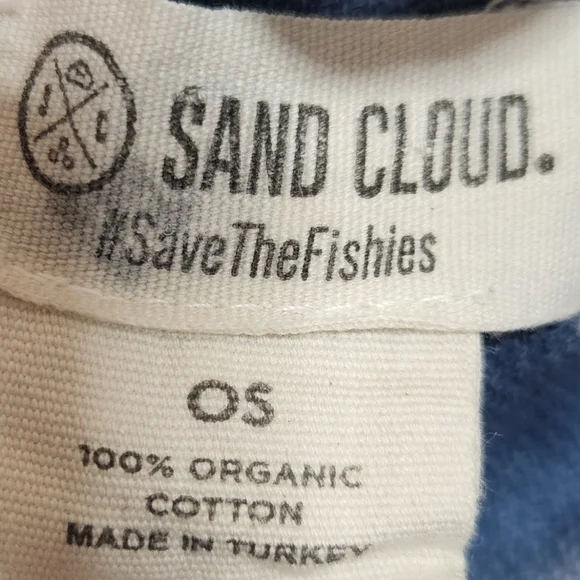 SAND CLOUD.
#SaveTheFishies
OS
100% ORGANIC
COTTON
MADE IN TURKEY